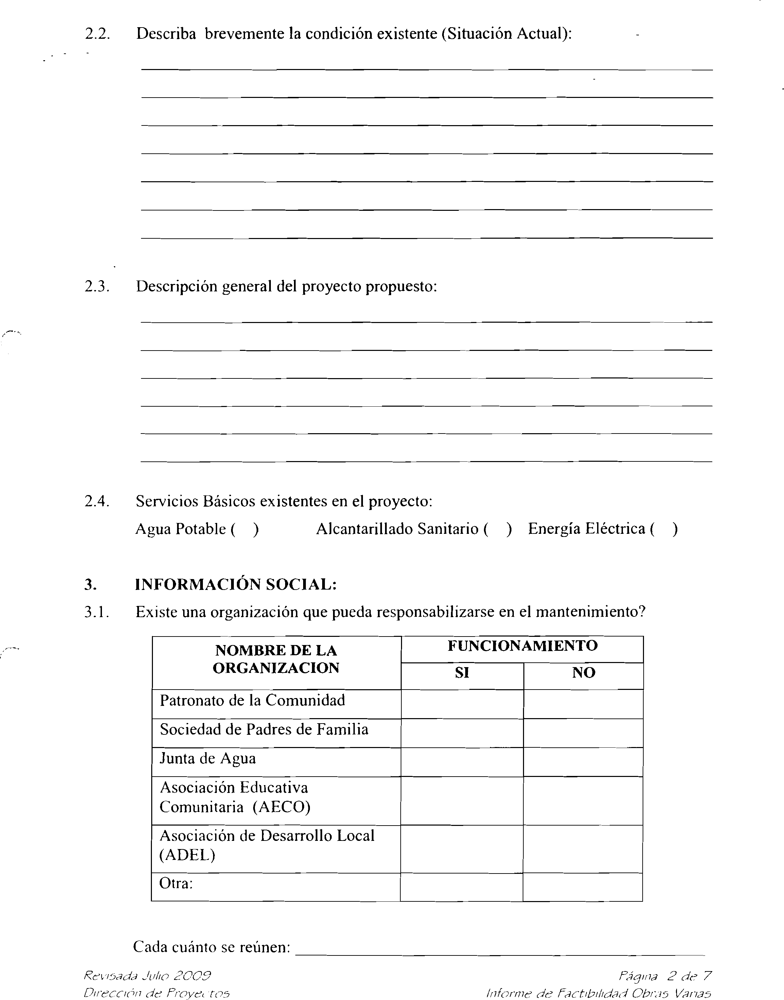 2.2. Describa brevemente la condición existente (Situación Actual):
2.3. Descripción general del proyecto propuesto:
2.4. Servicios Básicos existentes en el proyecto:
Agua Potable ( ) Alcantarillado Sanitario ( ) Energía Eléctrica ( )
3. INFORMACIÓN SOCIAL:
3.1. Existe una organización que pueda responsabilizarse en el mantenimiento?
NOMBRE DE LA
ORGANIZACION
FUNCIONAMIENTO
SI NO
Patronato de la Comunidad
Sociedad de Padres de Familia
Junta de Agua
Asociación Educativa
Comunitaria (AECO)
Asociación de Desarrollo Local
(ADEL)
Otra:
Cada cuánto se reúnen:
Revisada Julio 2009 Página 2 de 7
Dirección de Proyectos Informe de Factibilidad Obras Varias